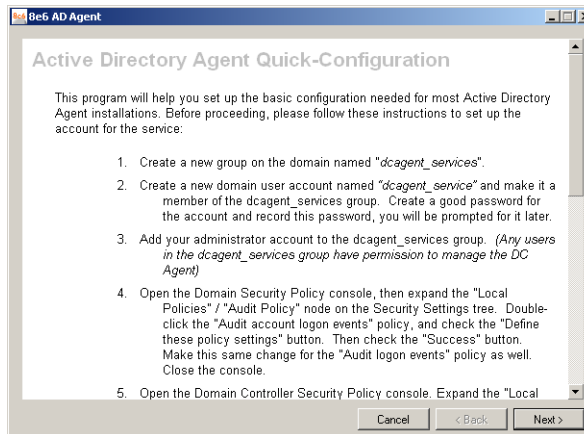 8e6 AD Agent
Active Directory Agent Quick-Configuration
This program will help you set up the basic configuration needed for most Active Directory
Agent installations. Before proceeding, please follow these instructions to set up the
account for the service:
1. Create a new group on the domain named "dcagent_services".
2. Create a new domain user account named "dcagent_service" and make it a
member of the dcagent_services group. Create a good password for
the account and record this password, you will be prompted for it later.
3. Add your administrator account to the dcagent_services group. (Any users
in the dcagent_services group have permission to manage the DC
Agent)
4. Open the Domain Security Policy console, then expand the "Local
Policies" / "Audit Policy" node on the Security Settings tree. Double-
click the "Audit account logon events" policy, and check the "Define
these policy settings" button. Then check the "Success" button.
Make this same change for the "Audit logon events" policy as well.
Close the console.
5. Open the Domain Controller Security Policy console. Expand the "Local
Cancel
< Back
Next >